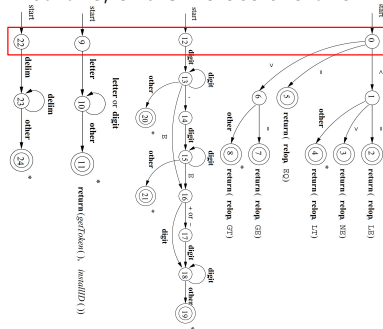 start 0 < 1 = 2 return( relop, LE)
> 3 return( relop, NE)
other 4 * return( relop, LT)
= 5 return( relop, EQ)
> 6 = 7 return( relop, GE)
other 8 * return( relop, GT)
digit digit digit
start 12 digit 13 . 14 digit 15 E 16 + or - 17 digit 18 other 19 *
E digit
other 20 * other 21 *
letter or digit
start 9 letter 10 other 11 * return(getToken(), installID())
delim
start 22 delim 23 other 24 *